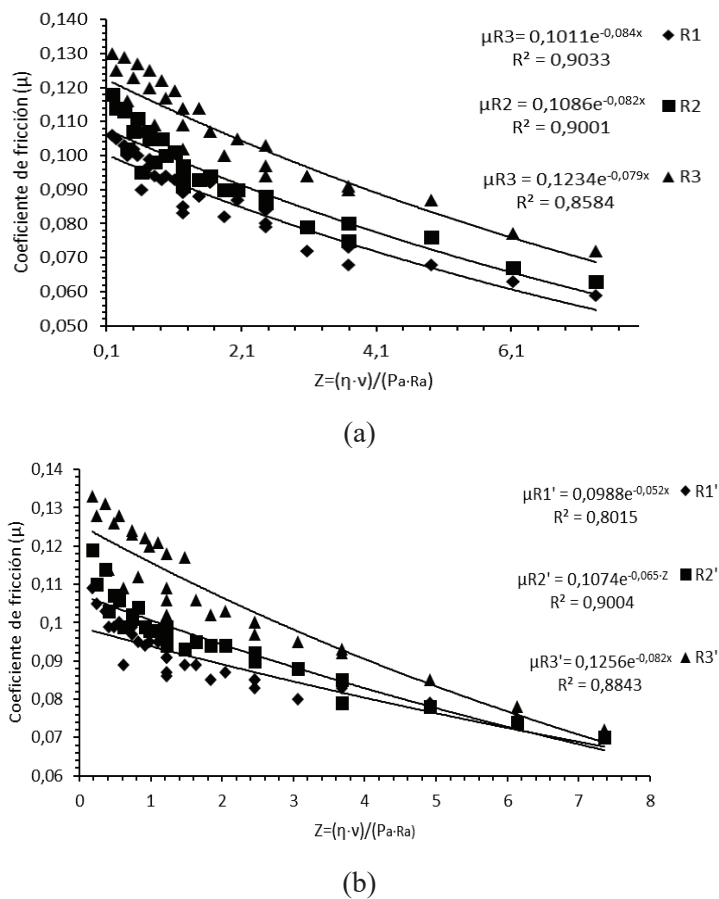 0,140
0,130
0,120
0,110
0,100
0,090
0,080
0,070
0,060
0,050
Coeficiente de fricción (µ)
0,1 2,1 4,1 6,1
Z=(η·ν)/(Pa·Ra)
µR3= 0,1011e-0,084x
R² = 0,9033
R1
µR2 = 0,1086e-0,082x
R² = 0,9001
R2
µR3 = 0,1234e-0,079x
R² = 0,8584
R3
(a)
0,14
0,13
0,12
0,11
0,1
0,09
0,08
0,07
0,06
Coeficiente de fricción (µ)
0 1 2 3 4 5 6 7 8
Z=(η·ν)/(Pa·Ra)
µR1' = 0,0988e-0,052x
R² = 0,8015
R1'
µR2' = 0,1074e-0,065·Z
R² = 0,9004
R2'
µR3' = 0,1256e-0,082x
R² = 0,8843
R3'
(b)